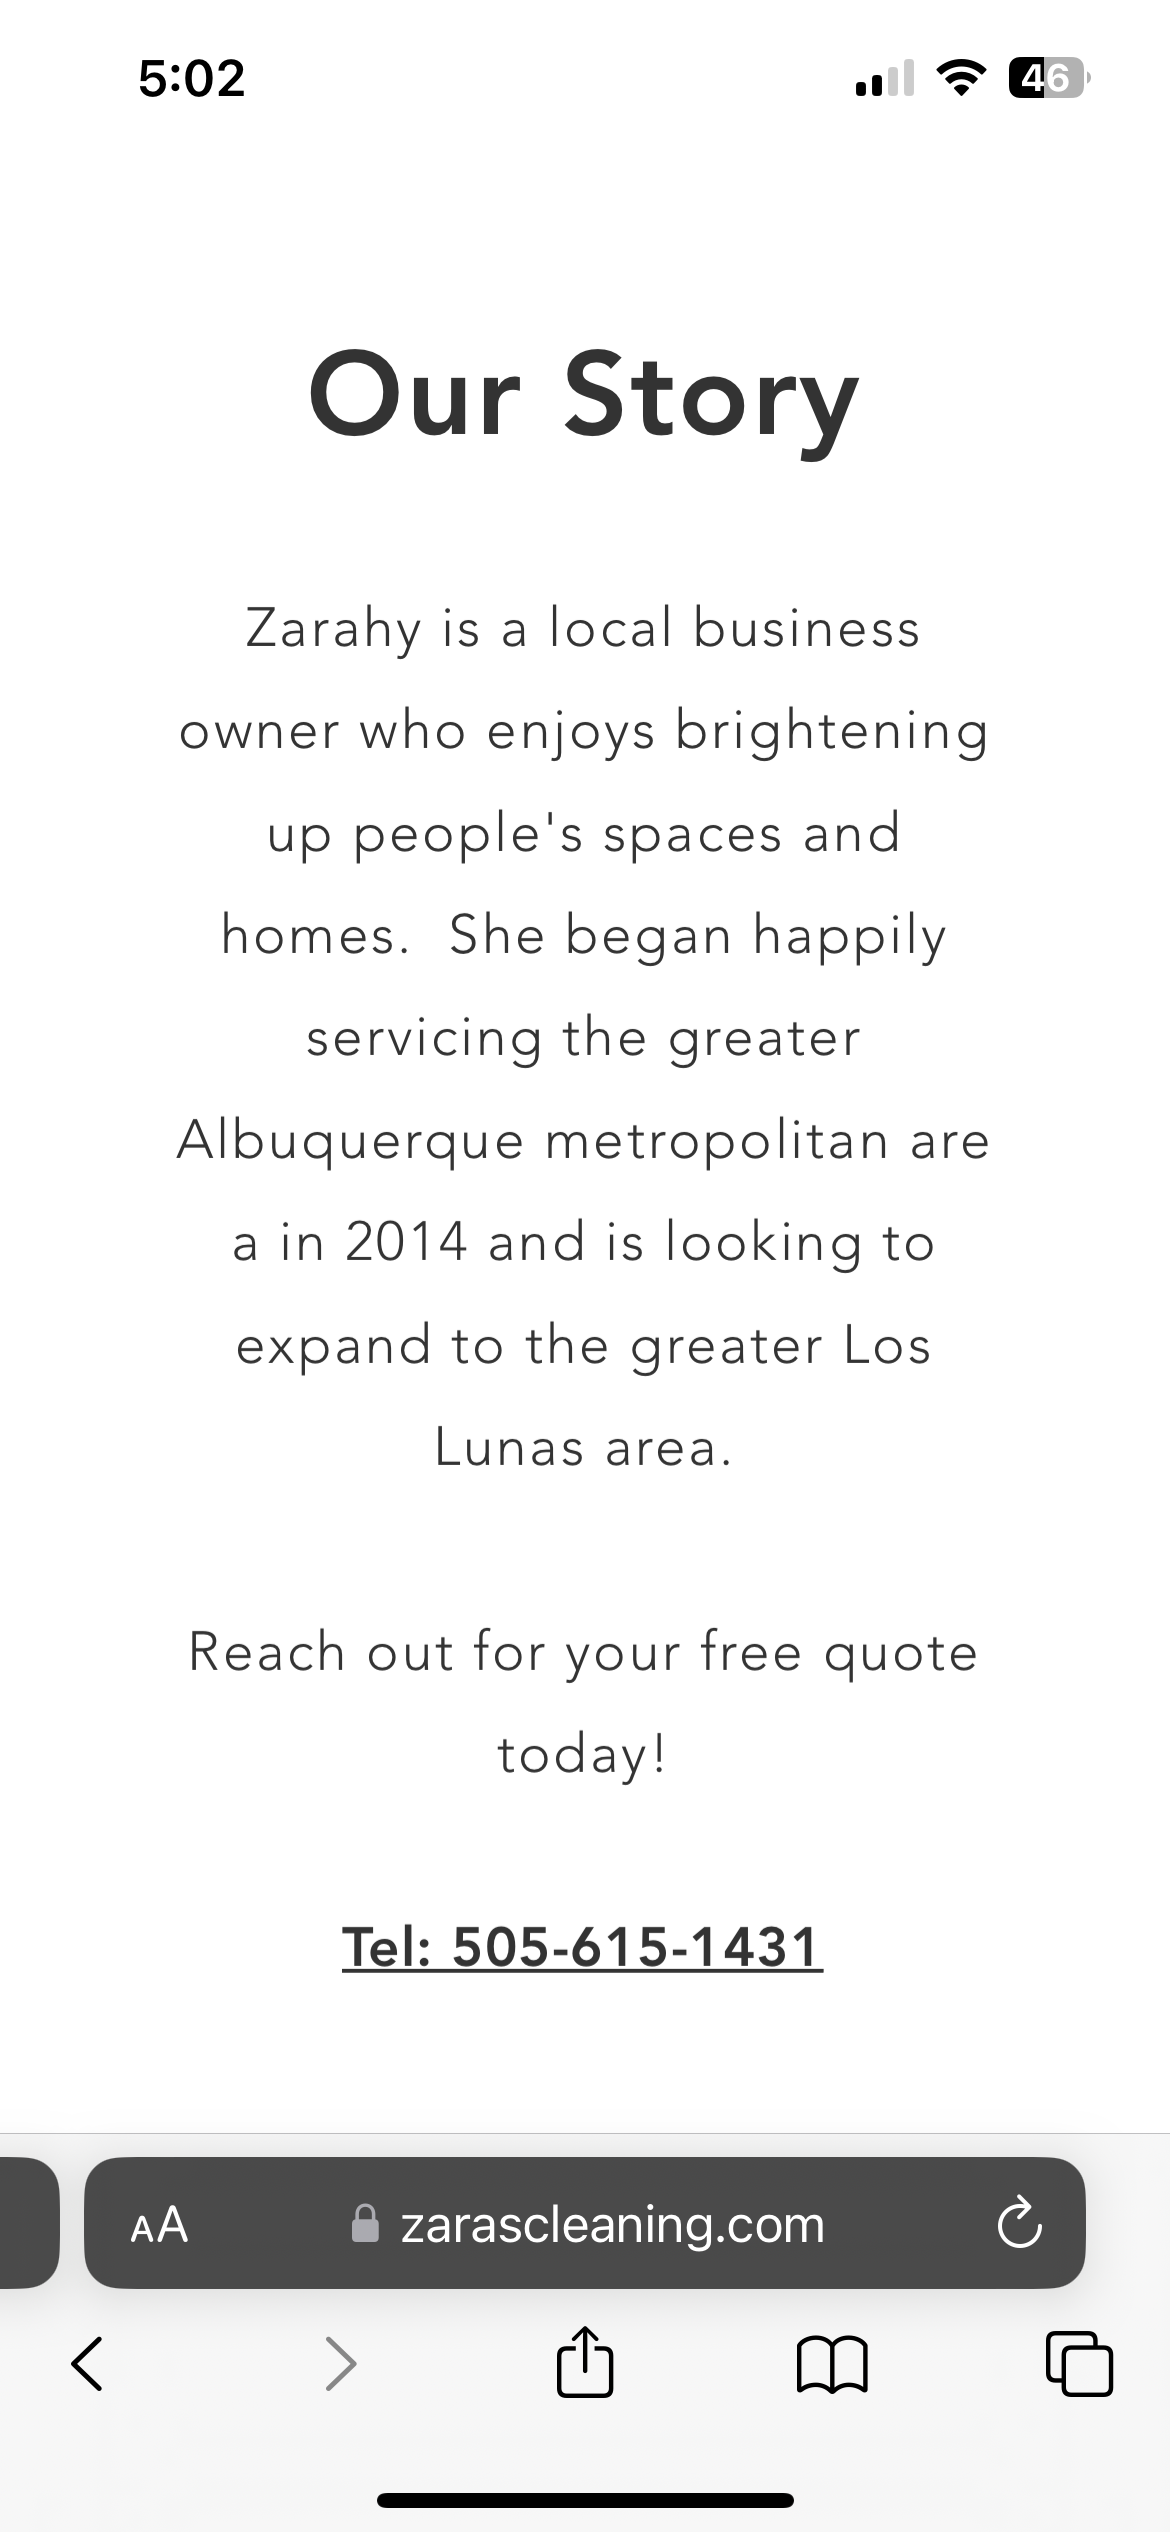 5:02
46
Our Story
Zarahy is a local business
owner who enjoys brightening
up people's spaces and
homes.  She began happily
servicing the greater
Albuquerque metropolitan are
a in 2014 and is looking to
expand to the greater Los
Lunas area.
Reach out for your free quote
today!
Tel: 505-615-1431
AA zarascleaning.com